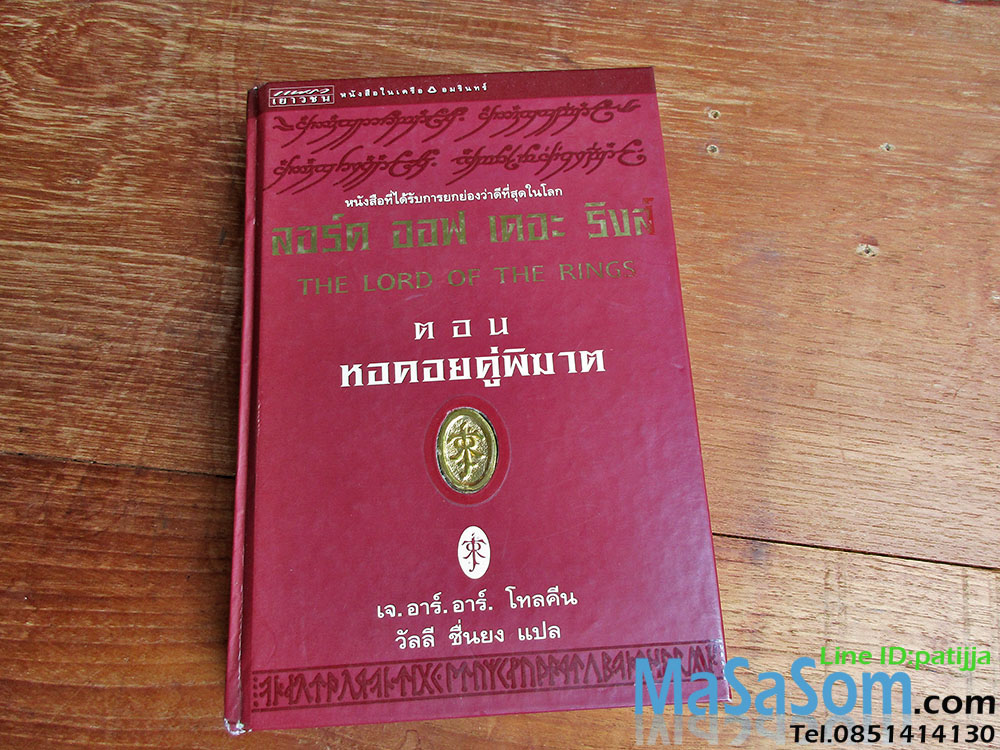 แพรว
เยาวชน
หนังสือในเครือ อมรินทร์
หนังสือที่ได้รับการยกย่องว่าดีที่สุดในโลก
ลอร์ด ออฟ เดอะ ริงส์
THE LORD OF THE RINGS
ตอน
หอคอยคู่พิฆาต
เจ.อาร์.อาร์. โทลคีน
วัลลี ชื่นยง แปล
Line ID:patijja
MaSaSom.com
Tel.0851414130